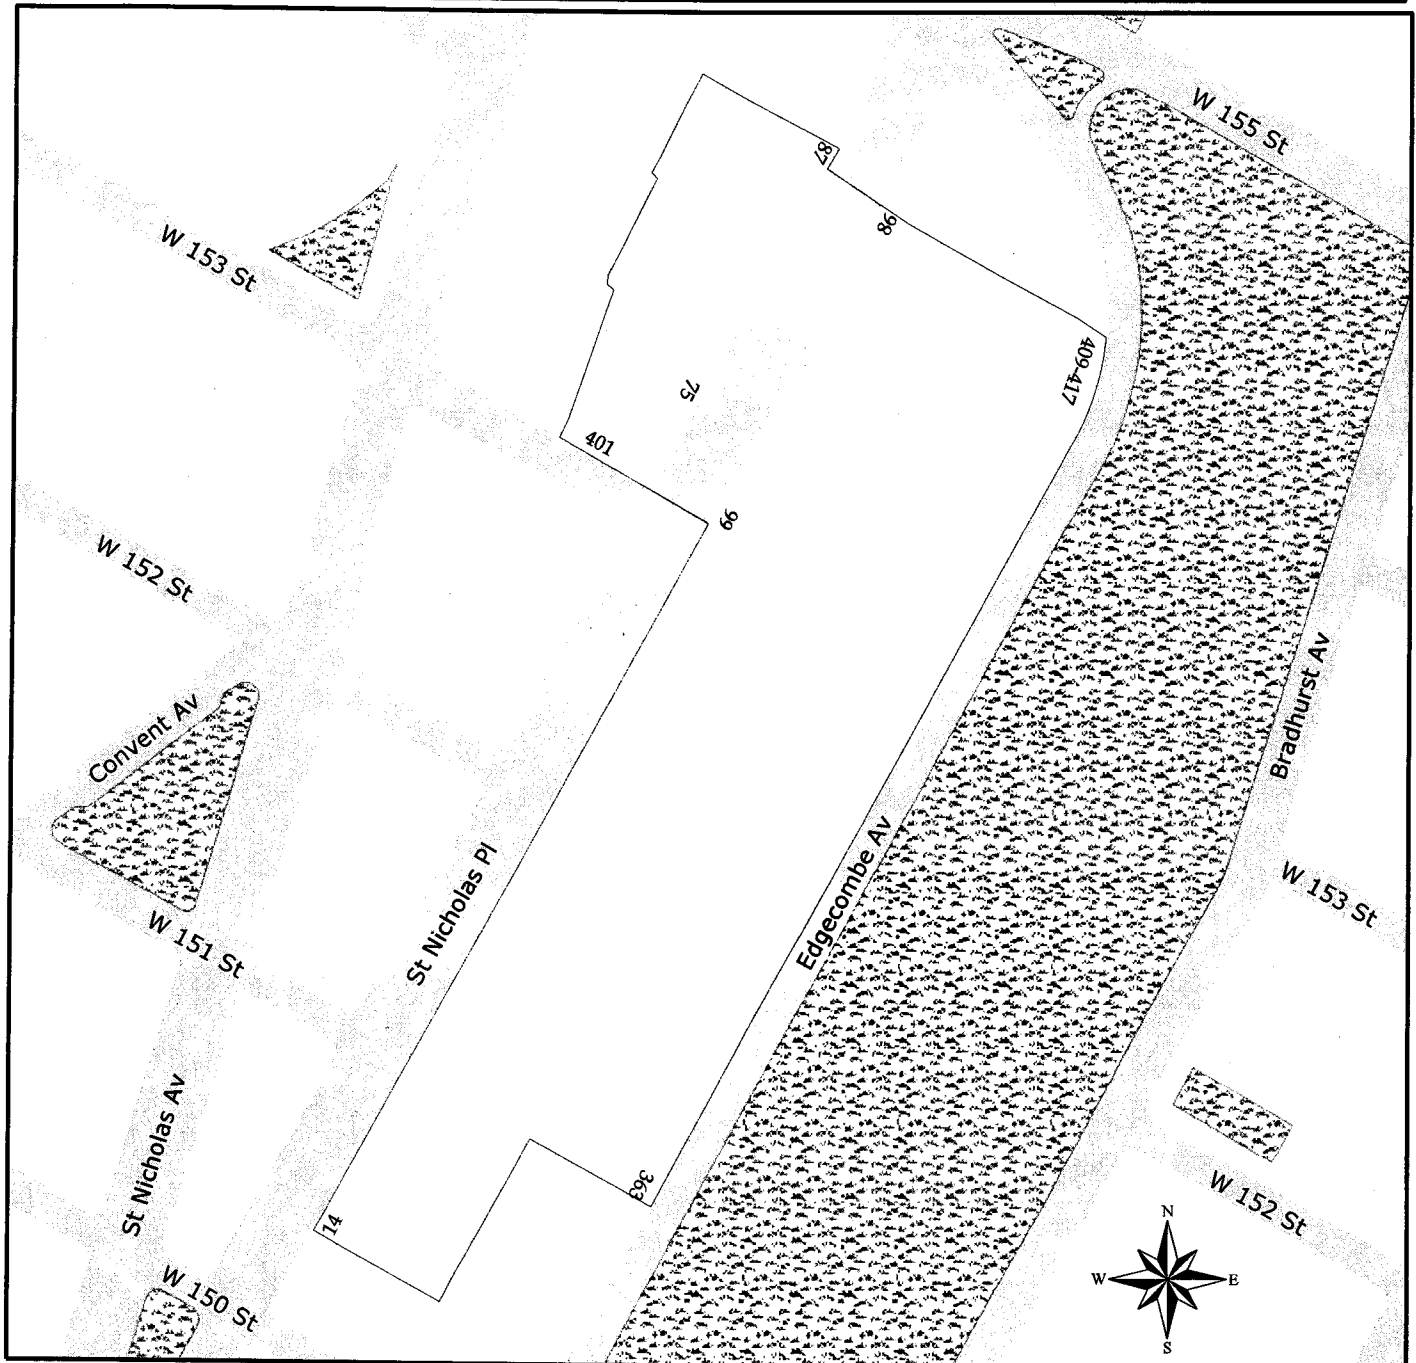 W 155 St
87
98
W 153 St
409-417
75
401
99
W 152 St
Convent Av
Bradhurst Av
St Nicholas Pl
Edgecombe Av
W 153 St
W 151 St
St Nicholas Av
363
14
W 152 St
W 150 St
N
W
E
S